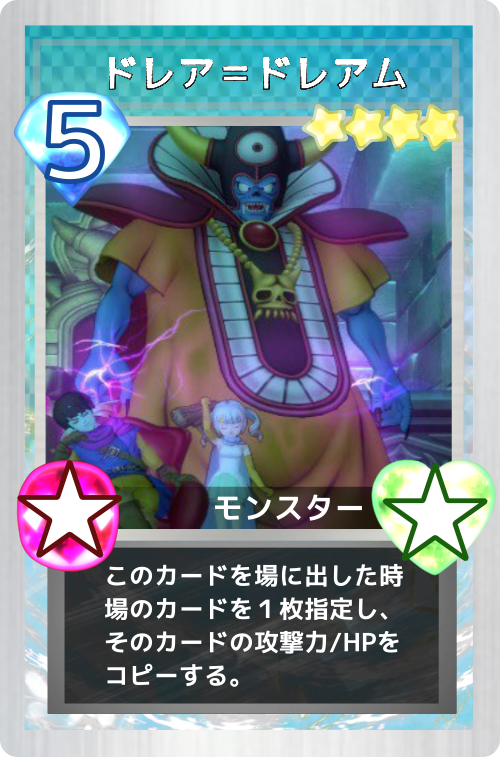 ドレア＝ドレアム
5
モンスター
このカードを場に出した時
場のカードを１枚指定し、
そのカードの攻撃力/HPを
コピーする。